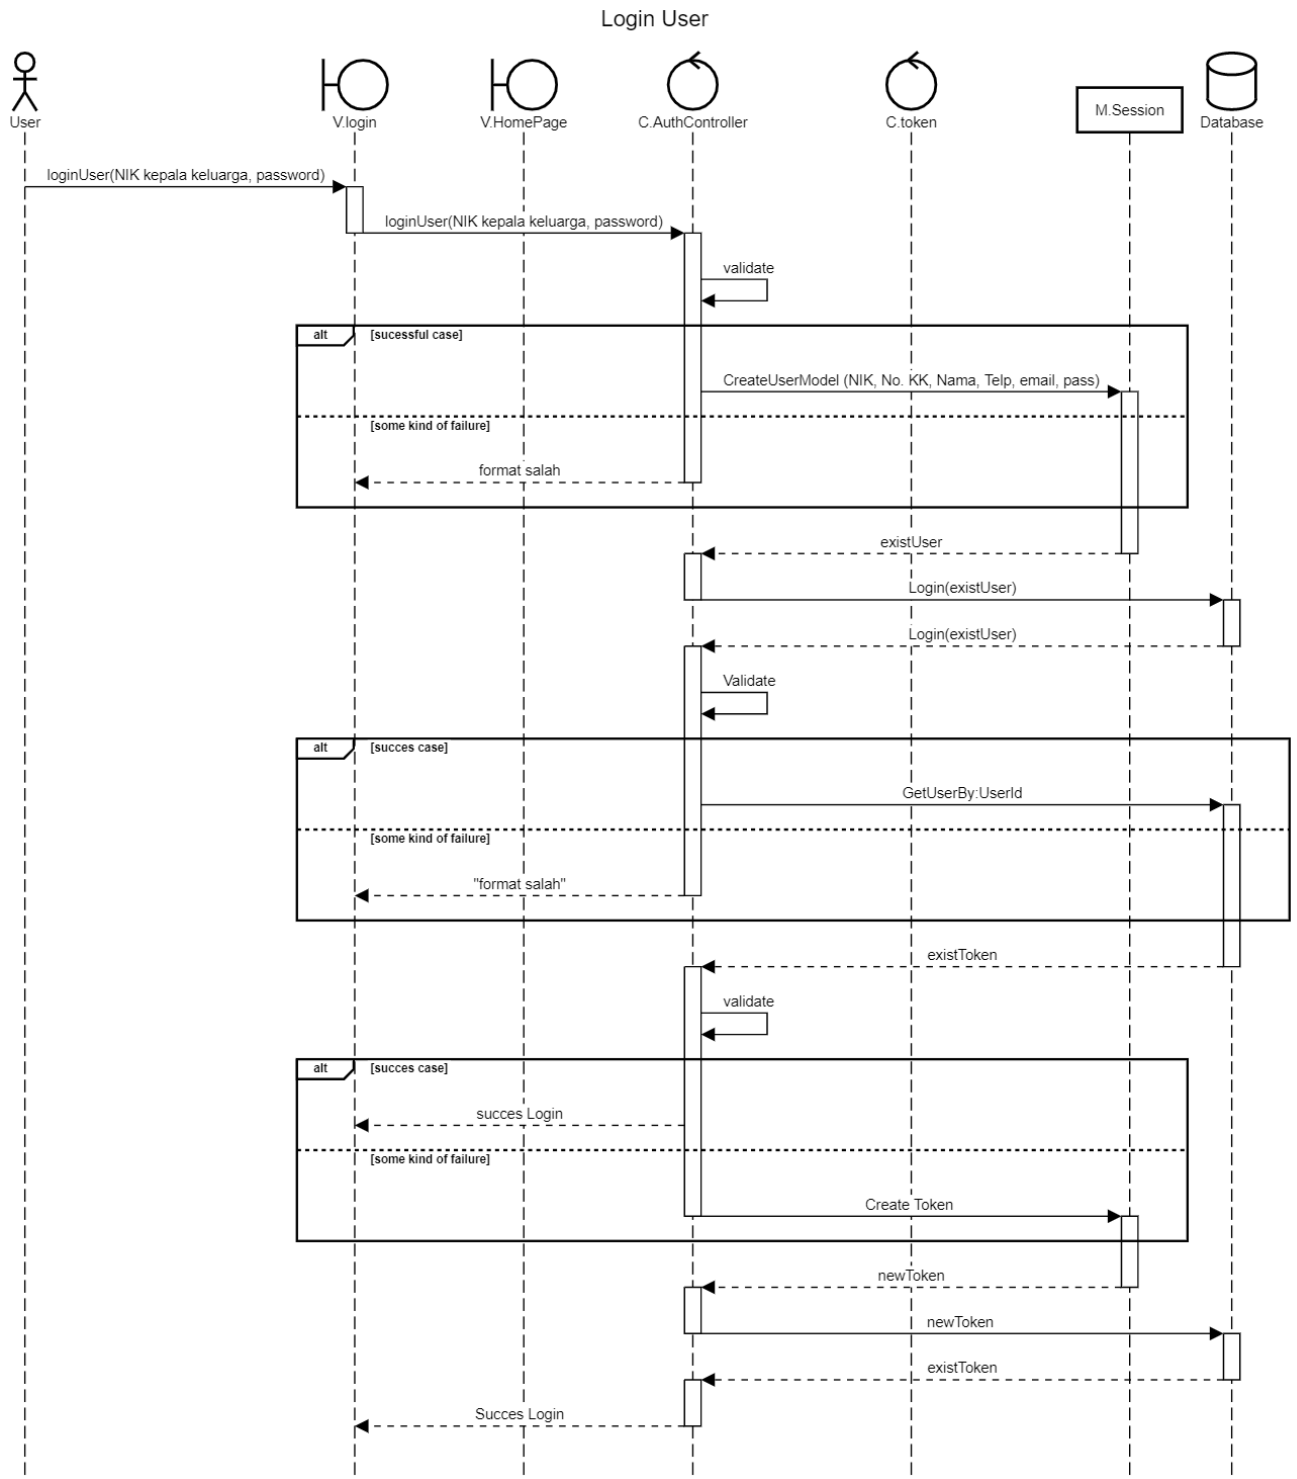 Login User
User
V.login
V.HomePage
C.AuthController
C.token
M.Session
Database
loginUser(NIK kepala keluarga, password)
loginUser(NIK kepala keluarga, password)
validate
alt
[sucessful case]
CreateUserModel (NIK, No. KK, Nama, Telp, email, pass)
[some kind of failure]
format salah
existUser
Login(existUser)
Login(existUser)
Validate
alt
[succes case]
GetUserBy:UserId
[some kind of failure]
"format salah"
existToken
validate
alt
[succes case]
succes Login
[some kind of failure]
Create Token
newToken
newToken
existToken
Succes Login